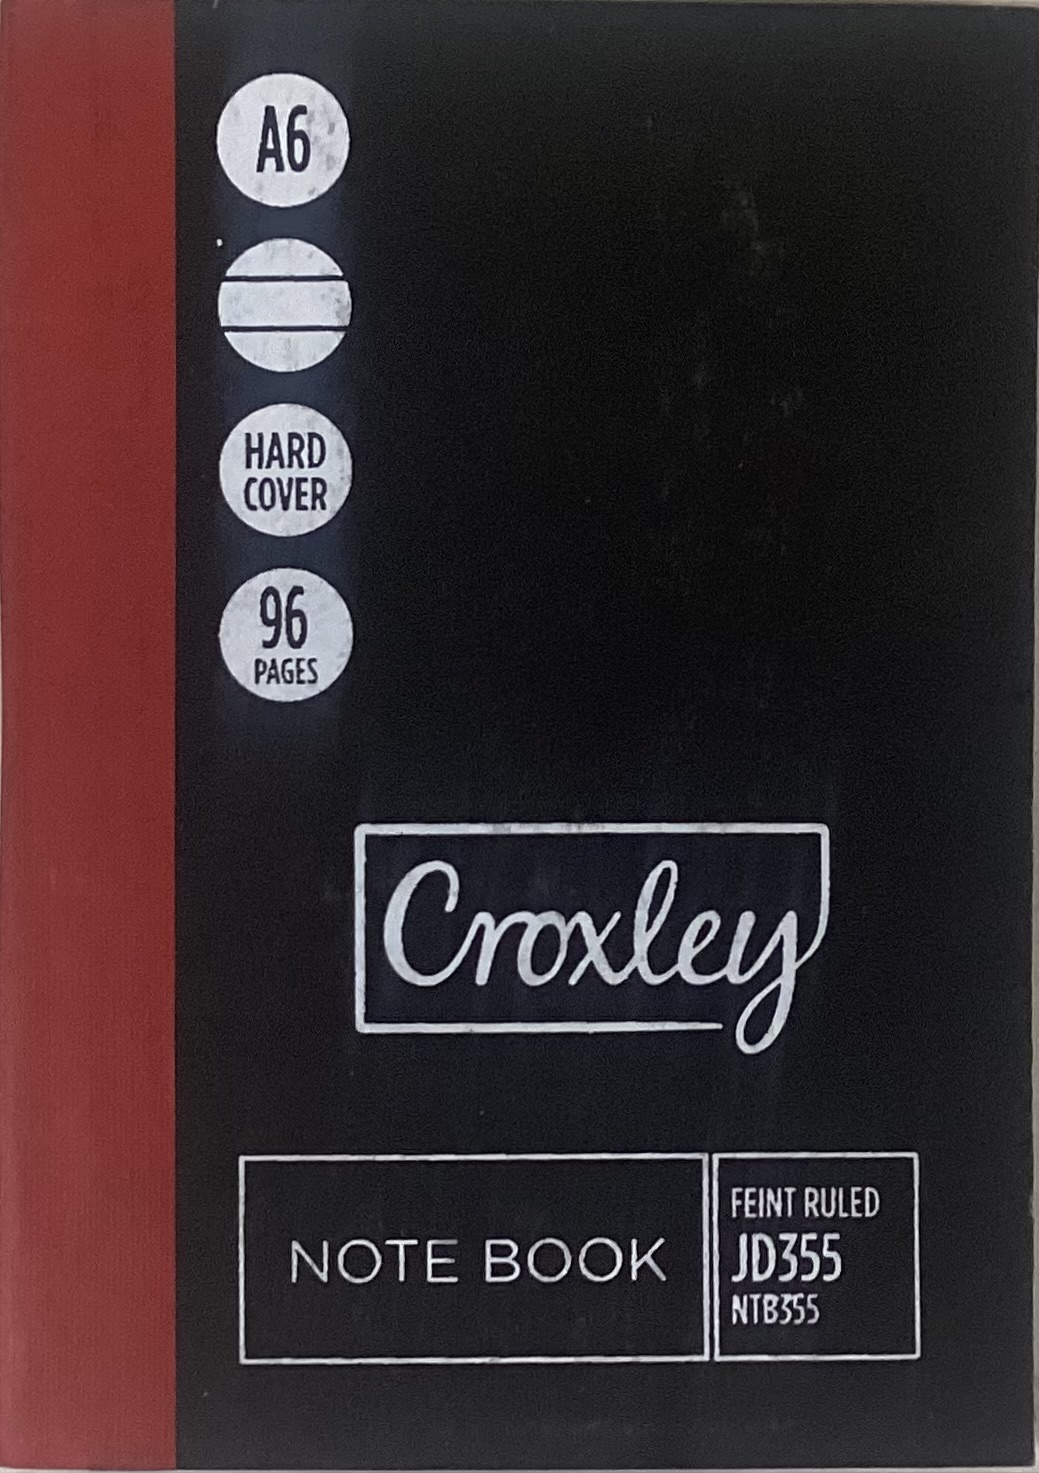 A6
HARD
COVER
96
PAGES
Croxley
NOTE BOOK
FEINT RULED
JD355
NTB355